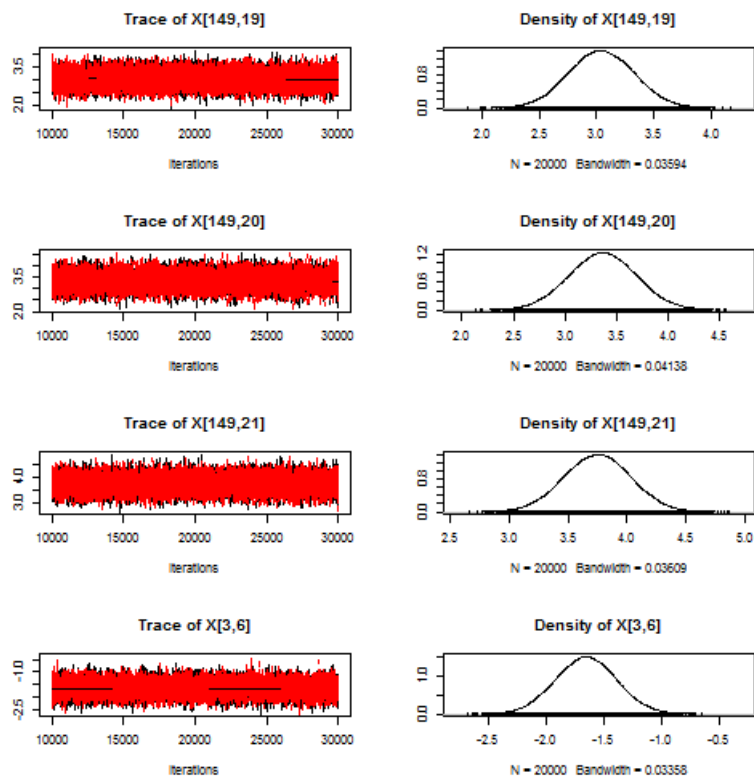 Trace of X[149,19]
Density of X[149,19]
3.5
2.0
0.8
0.0
10000 15000 20000 25000 30000
2.0 2.5 3.0 3.5 4.0
Iterations
N = 20000 Bandwidth = 0.03594
Trace of X[149,20]
Density of X[149,20]
3.5
2.0
1.2
0.6
0.0
10000 15000 20000 25000 30000
2.0 2.5 3.0 3.5 4.0 4.5
Iterations
N = 20000 Bandwidth = 0.04138
Trace of X[149,21]
Density of X[149,21]
4.0
3.0
0.8
0.0
10000 15000 20000 25000 30000
2.5 3.0 3.5 4.0 4.5 5.0
Iterations
N = 20000 Bandwidth = 0.03609
Trace of X[3,6]
Density of X[3,6]
-1.0
-2.5
1.0
0.0
10000 15000 20000 25000 30000
-2.5 -2.0 -1.5 -1.0 -0.5
Iterations
N = 20000 Bandwidth = 0.03358